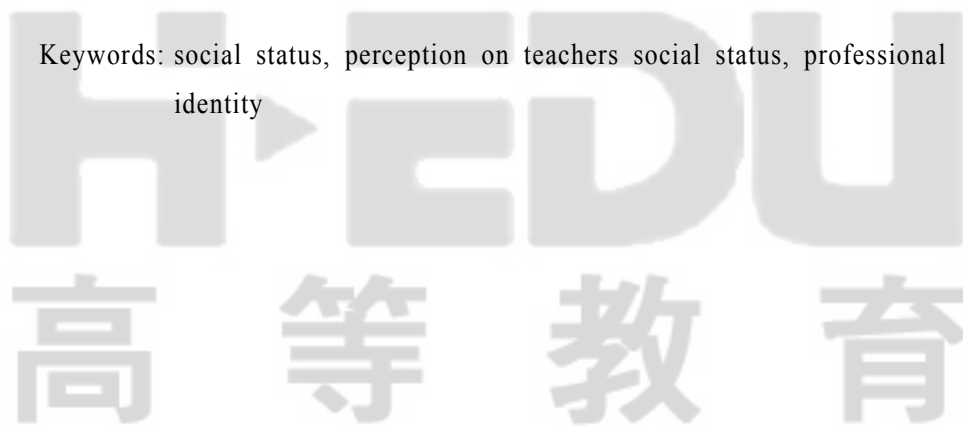 Keywords: social status, perception on teachers social status, professional
identity
H EDU
高等教育